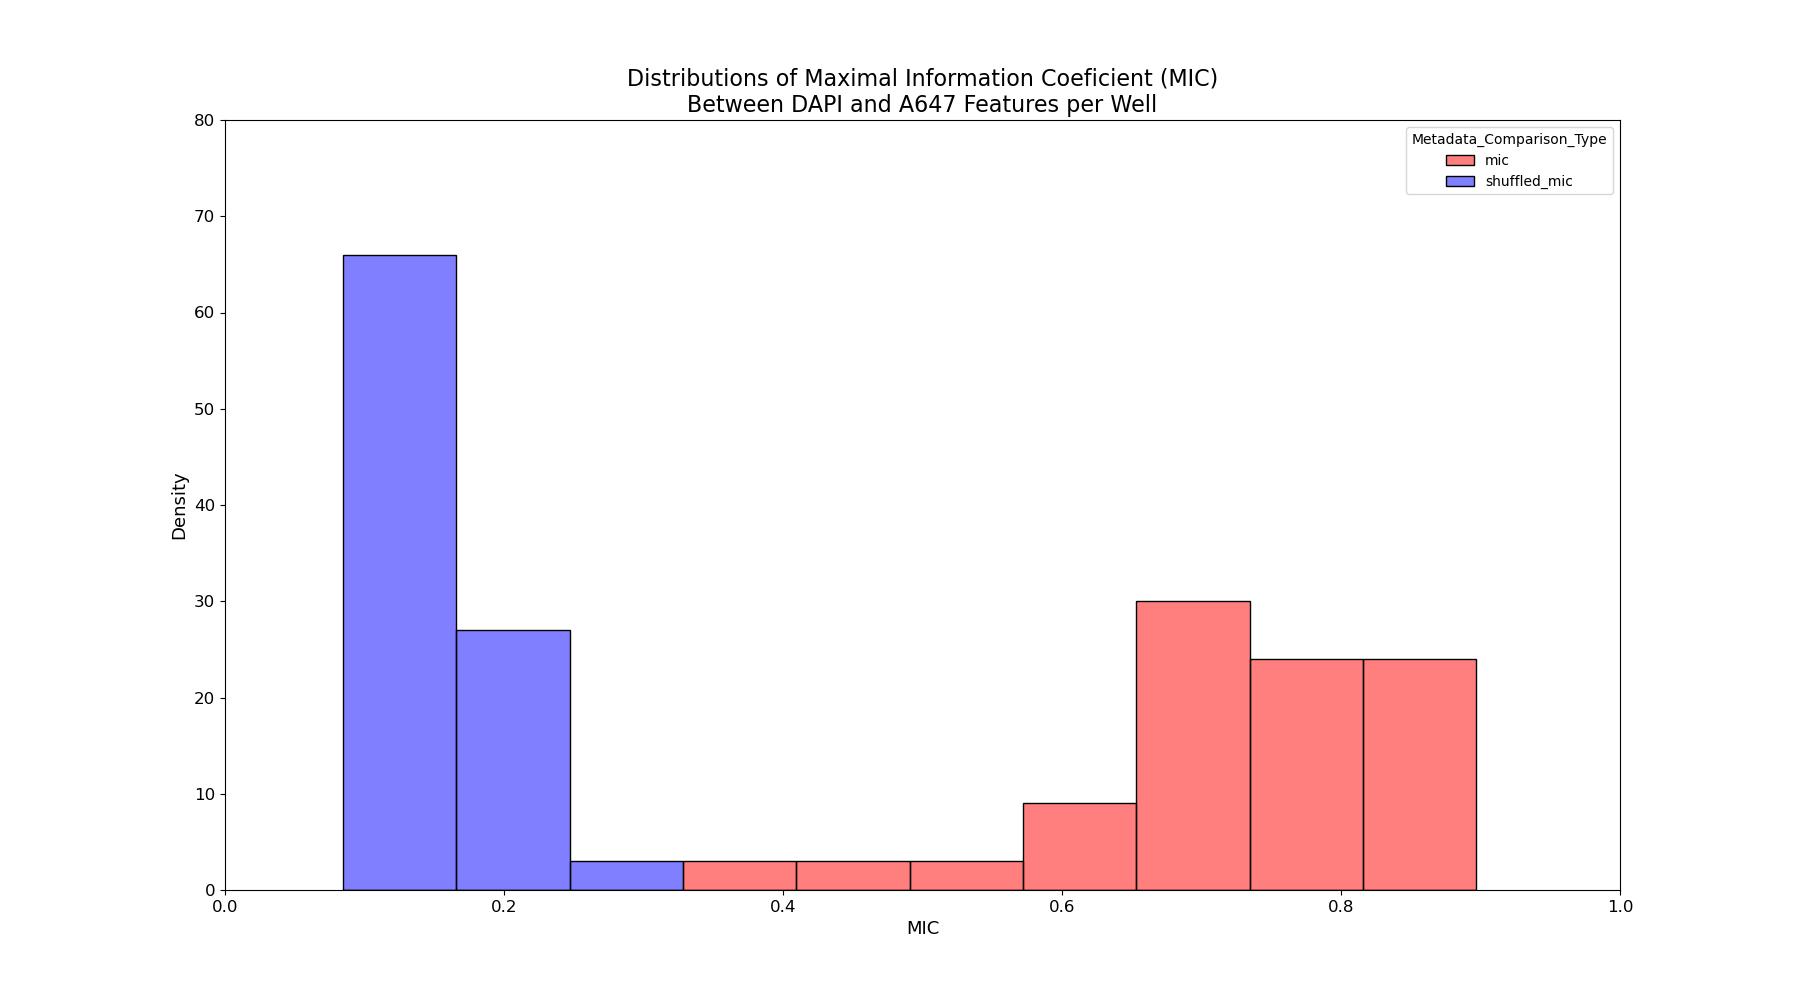 Distributions of Maximal Information Coeficient (MIC)
Between DAPI and A647 Features per Well
Metadata_Comparison_Type
mic
shuffled_mic
Density
80
70
60
50
40
30
20
10
0
0.0 0.2 0.4 0.6 0.8 1.0
MIC